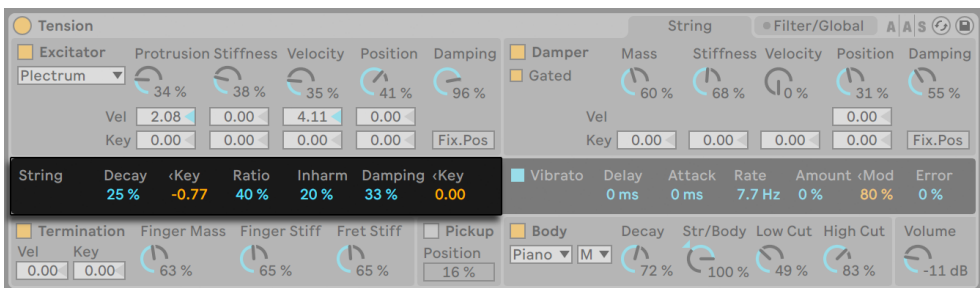 Tension String Filter/Global A A S
Excitator Protrusion Stiffness Velocity Position Damping
Plectrum 34 % 38 % 35 % 41 % 96 %
Vel 2.08 0.00 4.11 0.00
Key 0.00 0.00 0.00 0.00 Fix.Pos
Damper Mass Stiffness Velocity Position Damping
Gated 60 % 68 % 0 % 31 % 55 %
Vel 0.00
Key 0.00 0.00 0.00 0.00 Fix.Pos
String Decay ‹Key Ratio Inharm Damping ‹Key
25 % -0.77 40 % 20 % 33 % 0.00
Vibrato Delay Attack Rate Amount ‹Mod Error
0 ms 0 ms 7.7 Hz 0 % 80 % 0 %
Termination Finger Mass Finger Stiff Fret Stiff
Vel Key
0.00 0.00 63 % 65 % 65 %
Pickup
Position
16 %
Body Decay Str/Body Low Cut High Cut Volume
Piano M 72 % 100 % 49 % 83 % -11 dB